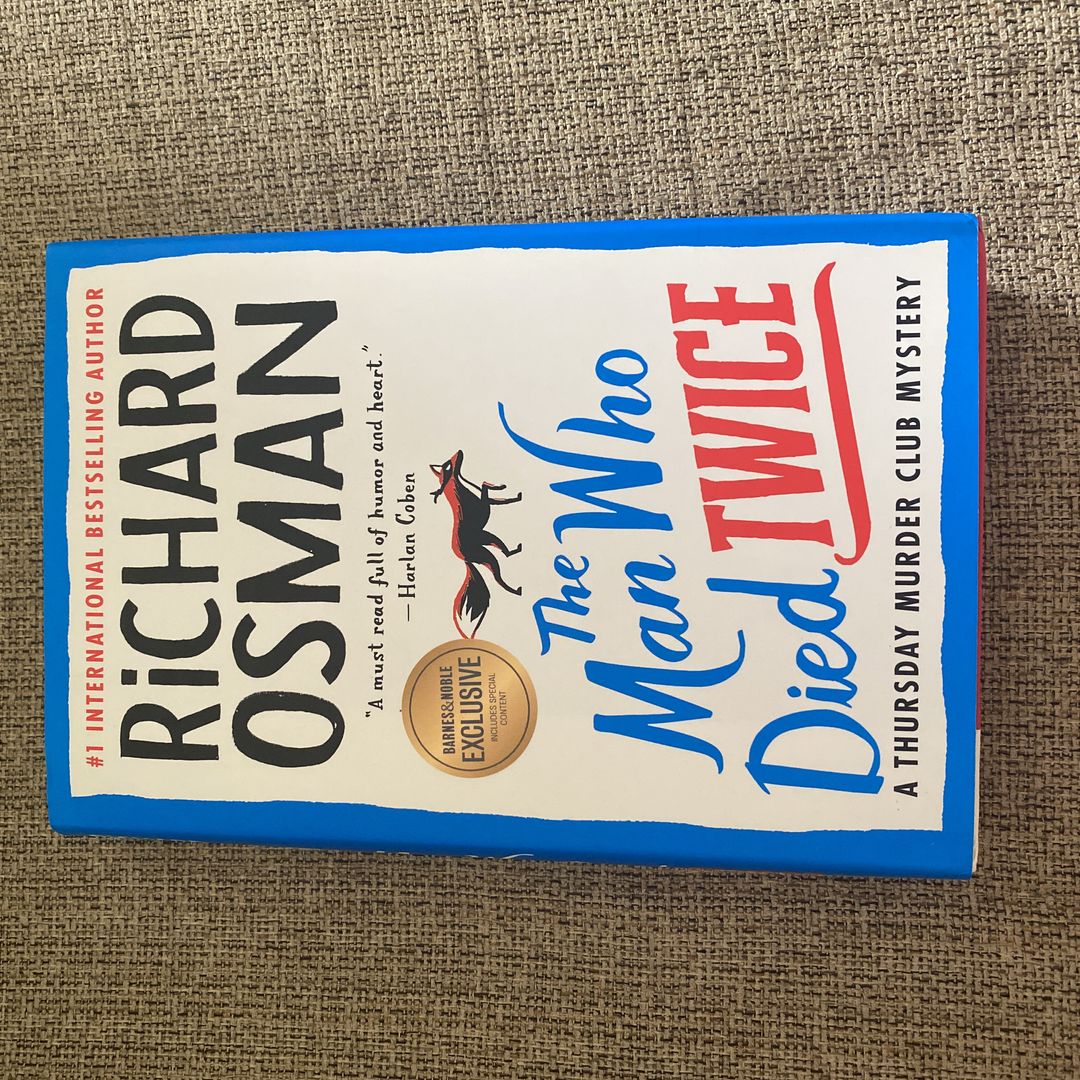 #1 INTERNATIONAL BESTSELLING AUTHOR
RiCHARD
OSMAN
"A must read full of humor and heart."
—Harlan Coben
BARNES&NOBLE
EXCLUSIVE
INCLUDES SPECIAL
CONTENT
The
Man Who
Died TWICE
A THURSDAY MURDER CLUB MYSTERY